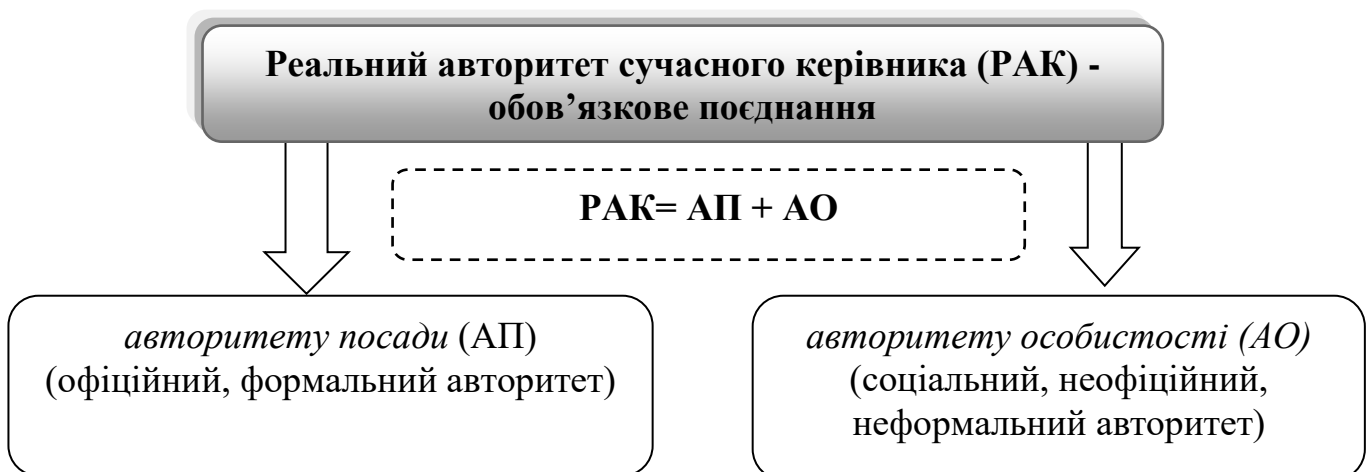 Реальний авторитет сучасного керівника (РАК) -
обов’язкове поєднання
РАК= АП + АО
авторитету посади (АП)
(офіційний, формальний авторитет)
авторитету особистості (АО)
(соціальний, неофіційний,
неформальний авторитет)